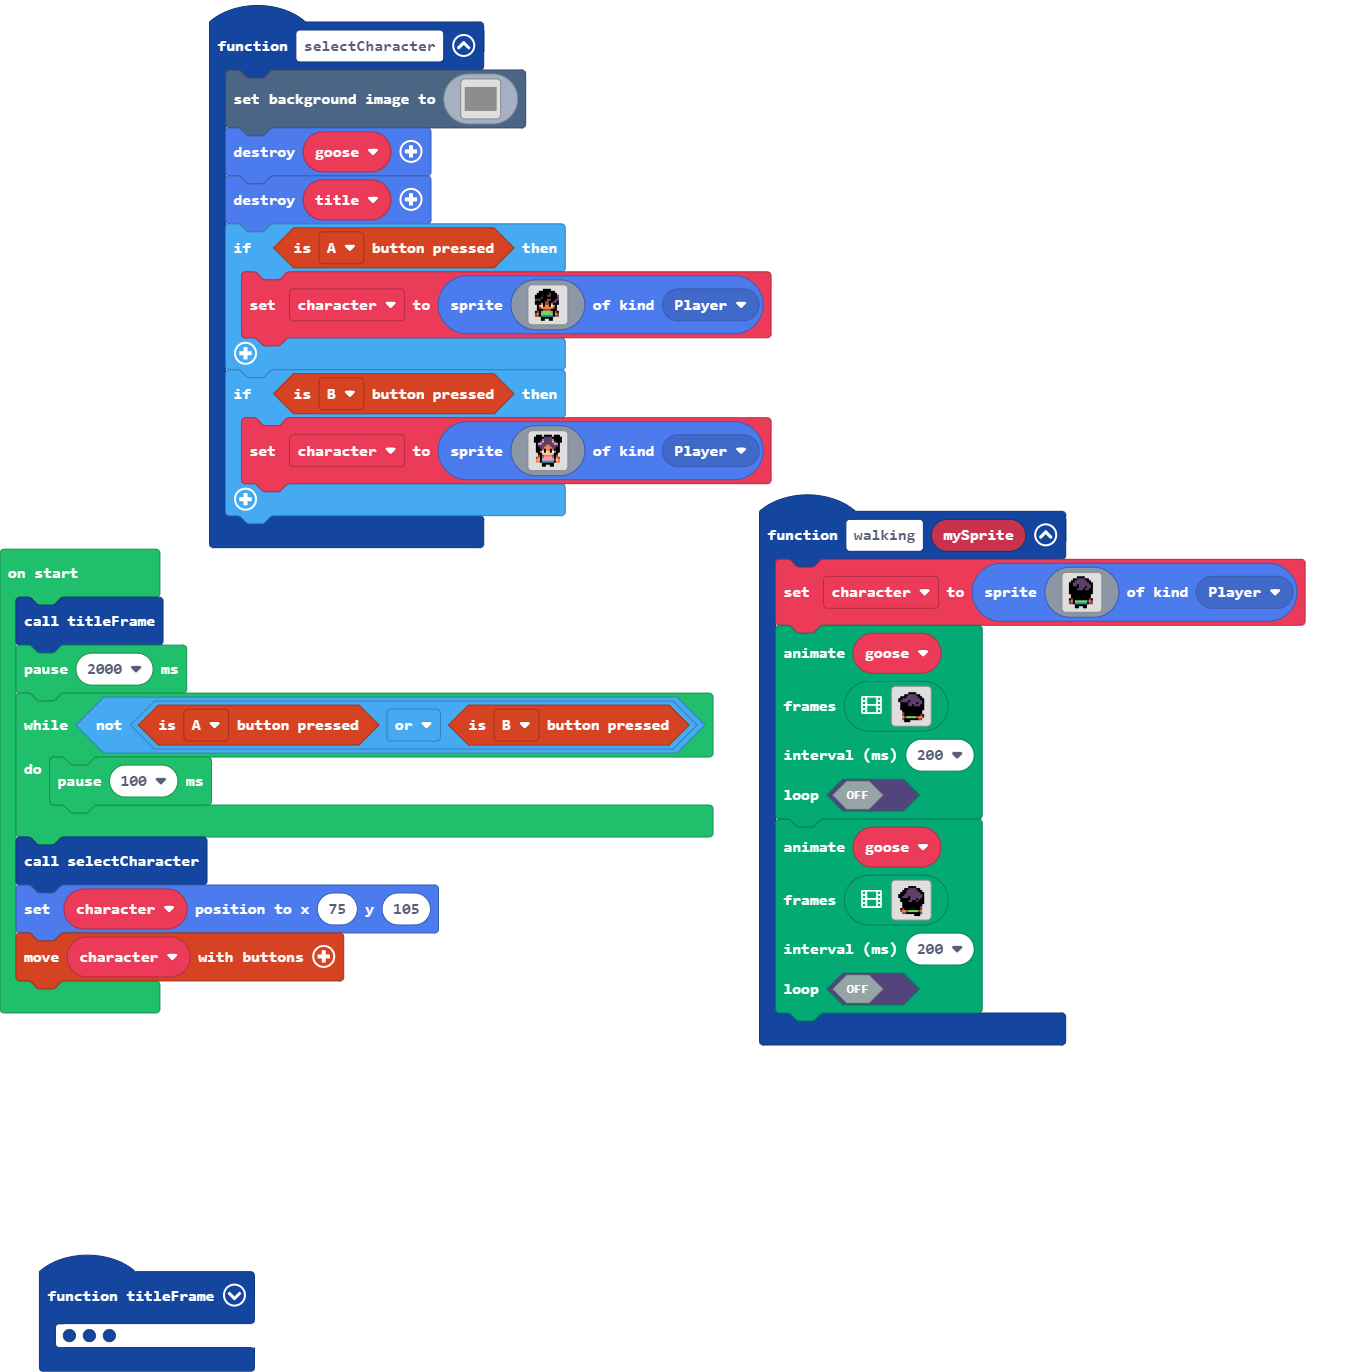 function selectCharacter
set background image to
destroy goose
destroy title
if is A button pressed then
set character to sprite of kind Player
if is B button pressed then
set character to sprite of kind Player
on start
call titleFrame
pause 2000 ms
while not is A button pressed or is B button pressed
do pause 100 ms
call selectCharacter
set character position to x 75 y 105
move character with buttons
function walking mySprite
set character to sprite of kind Player
animate goose
frames
interval (ms) 200
loop OFF
animate goose
frames
interval (ms) 200
loop OFF
function titleFrame